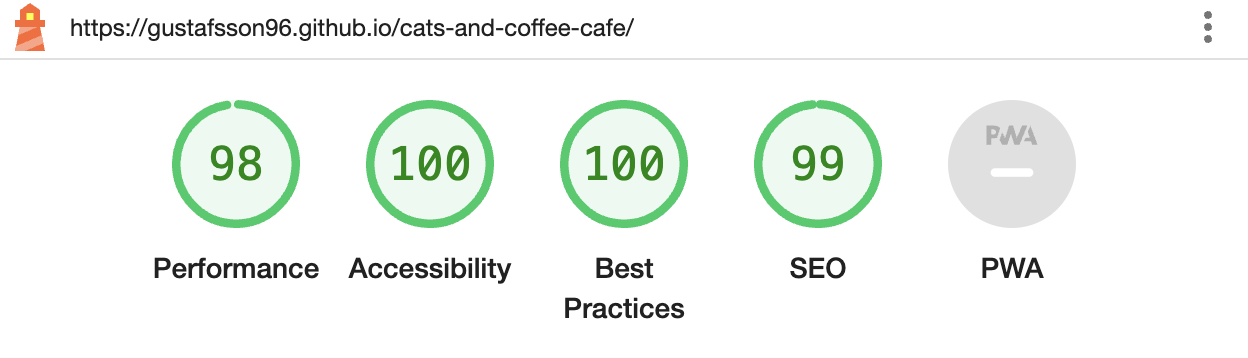 https://gustafsson96.github.io/cats-and-coffee-cafe/
98
100
100
99
PWA
Performance
Accessibility
Best
Practices
SEO
PWA